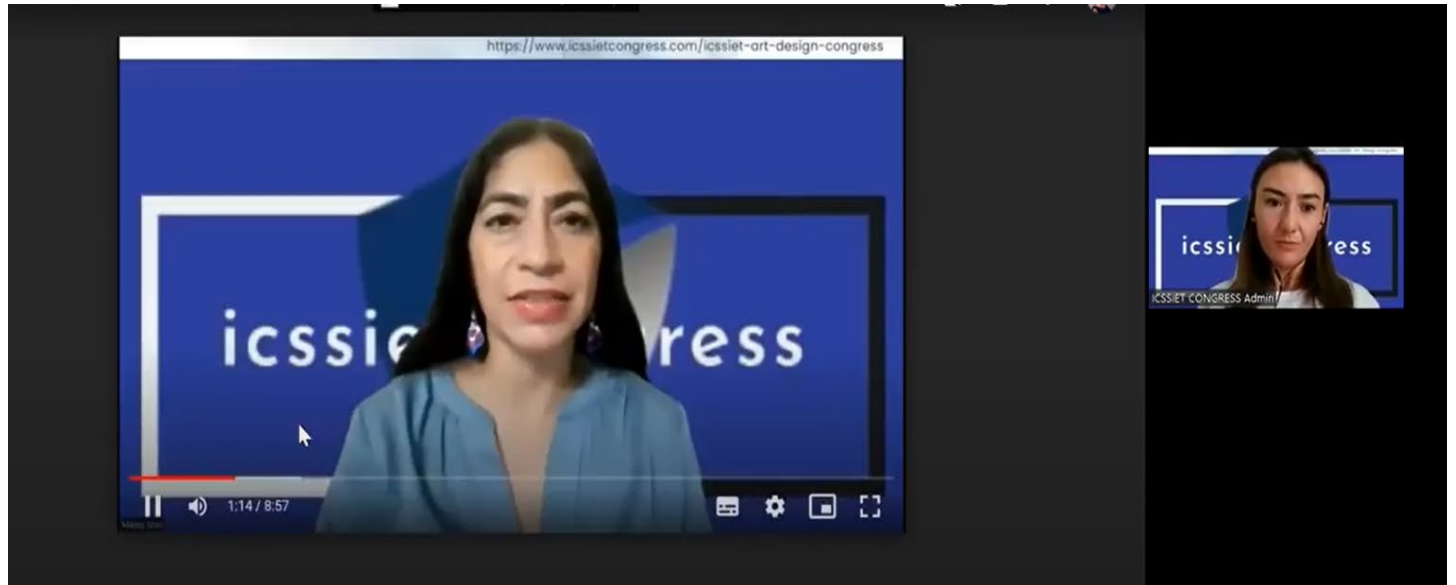 https://www.icssietcongress.com/icssiet-art-design-congress
icssie ress
1:14 / 8:57
icssi ress
ICSSIET CONGRESS Admin